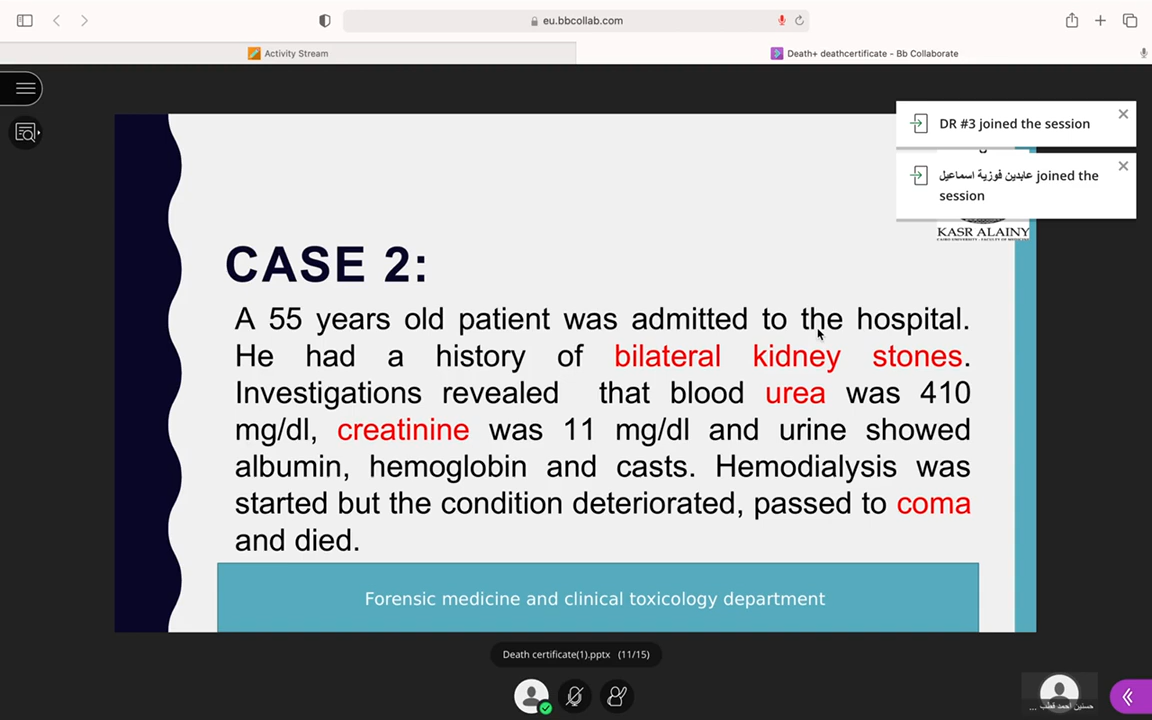 eu.bbcollab.com
Activity Stream
Death+ deathcertificate - Bb Collaborate
DR #3 joined the session
عابدين فوزية اسماعيل joined the
session
KASR ALAINY
CASE 2:
A 55 years old patient was admitted to the hospital.
He had a history of bilateral kidney stones.
Investigations revealed that blood urea was 410
mg/dl, creatinine was 11 mg/dl and urine showed
albumin, hemoglobin and casts. Hemodialysis was
started but the condition deteriorated, passed to coma
and died.
Forensic medicine and clinical toxicology department
Death certificate(1).pptx (11/15)
حسنين احمد قطب ...